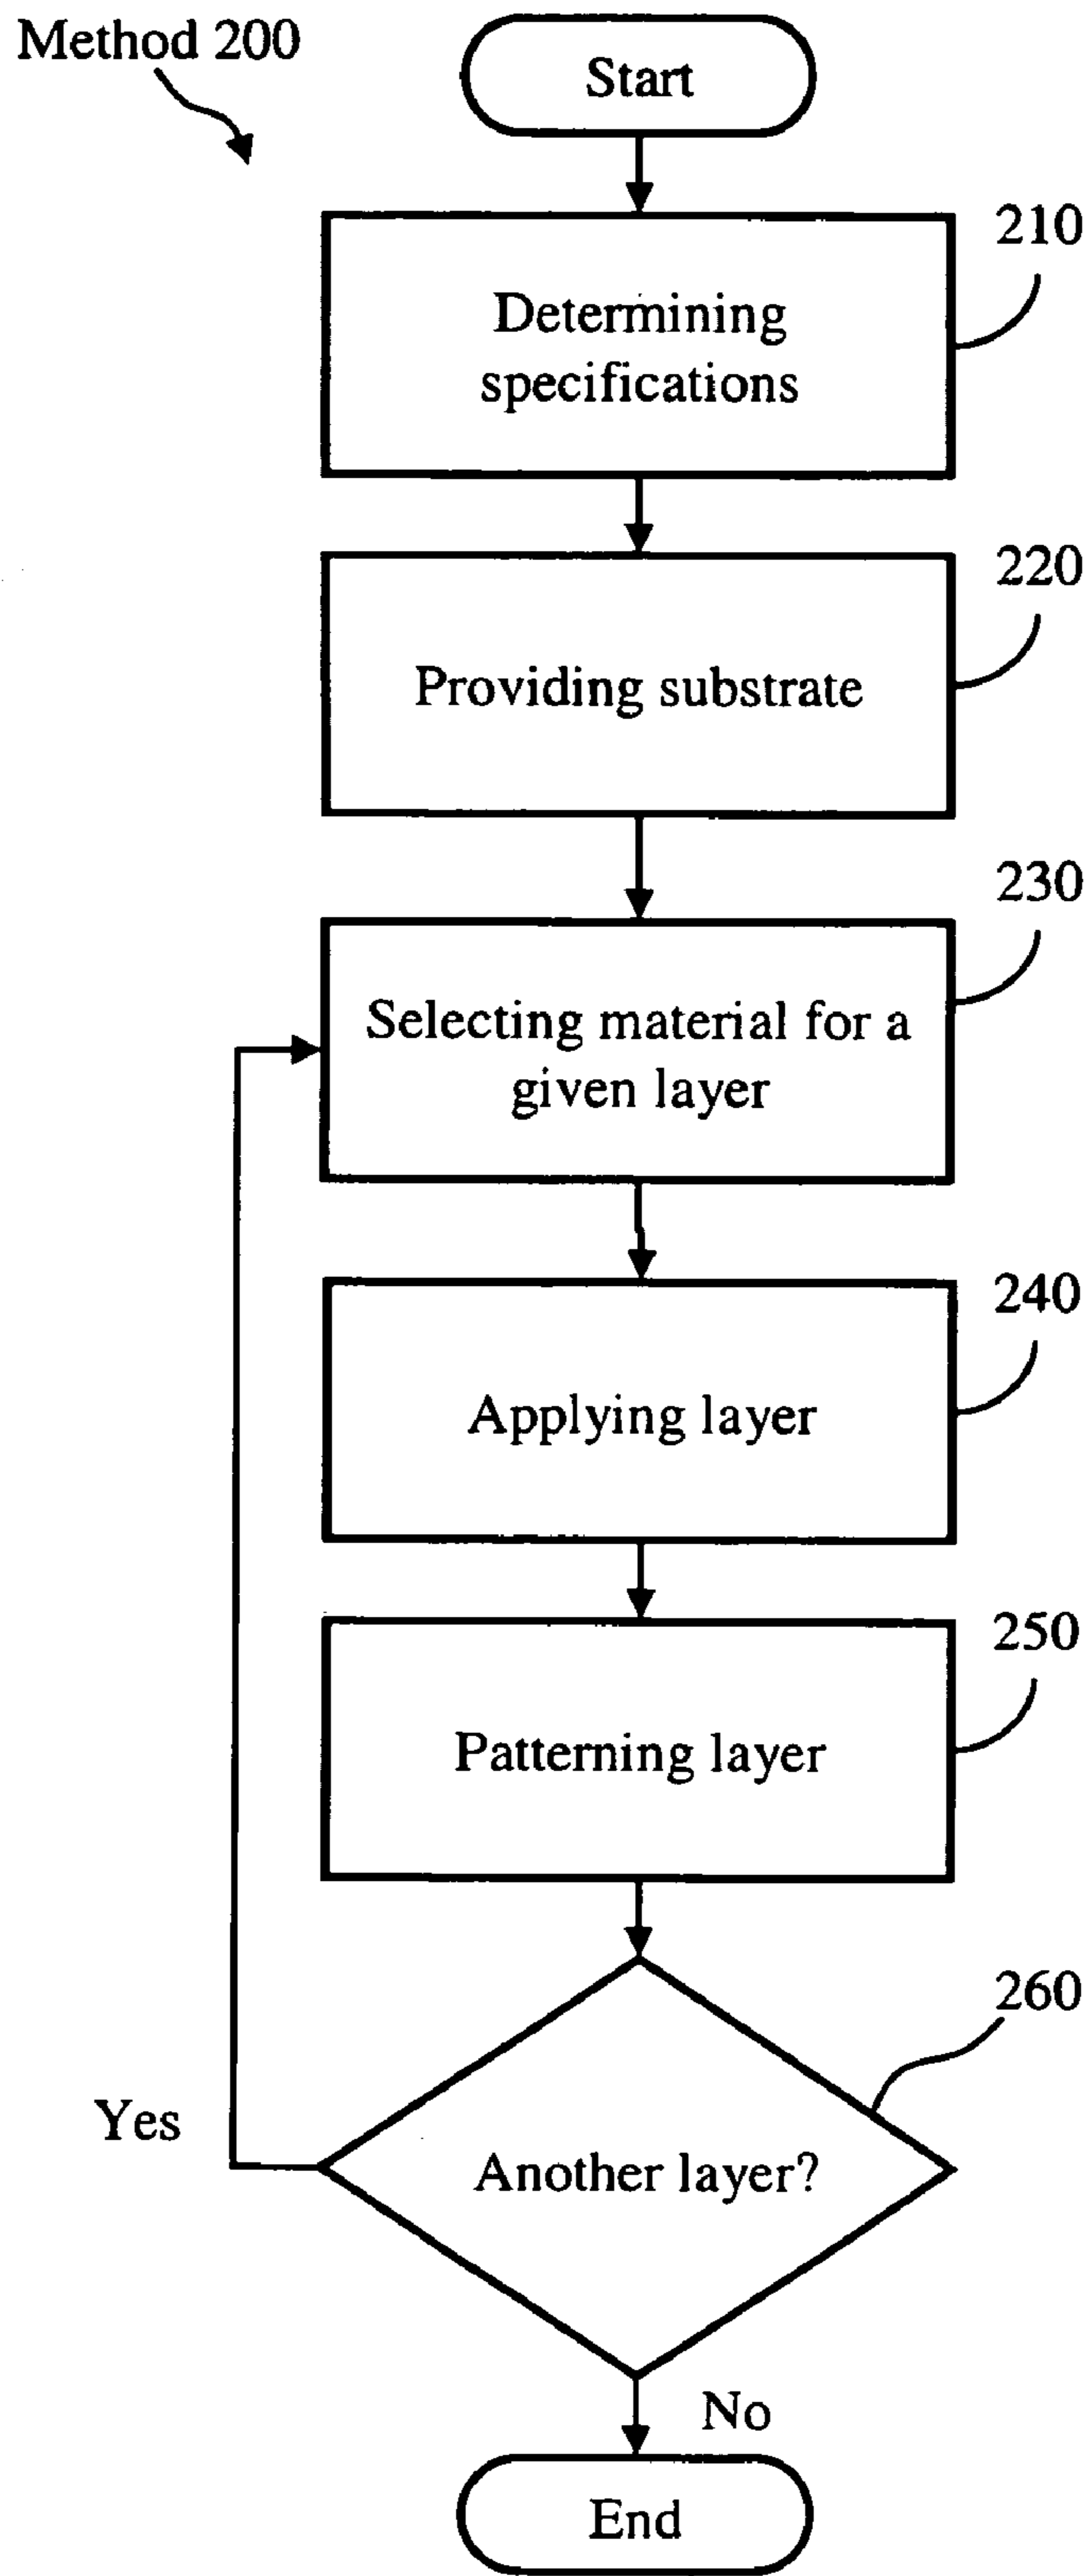 Method 200
Start
210
Determining
specifications
220
Providing substrate
230
Selecting material for a
given layer
240
Applying layer
250
Patterning layer
260
Another layer?
Yes
No
End